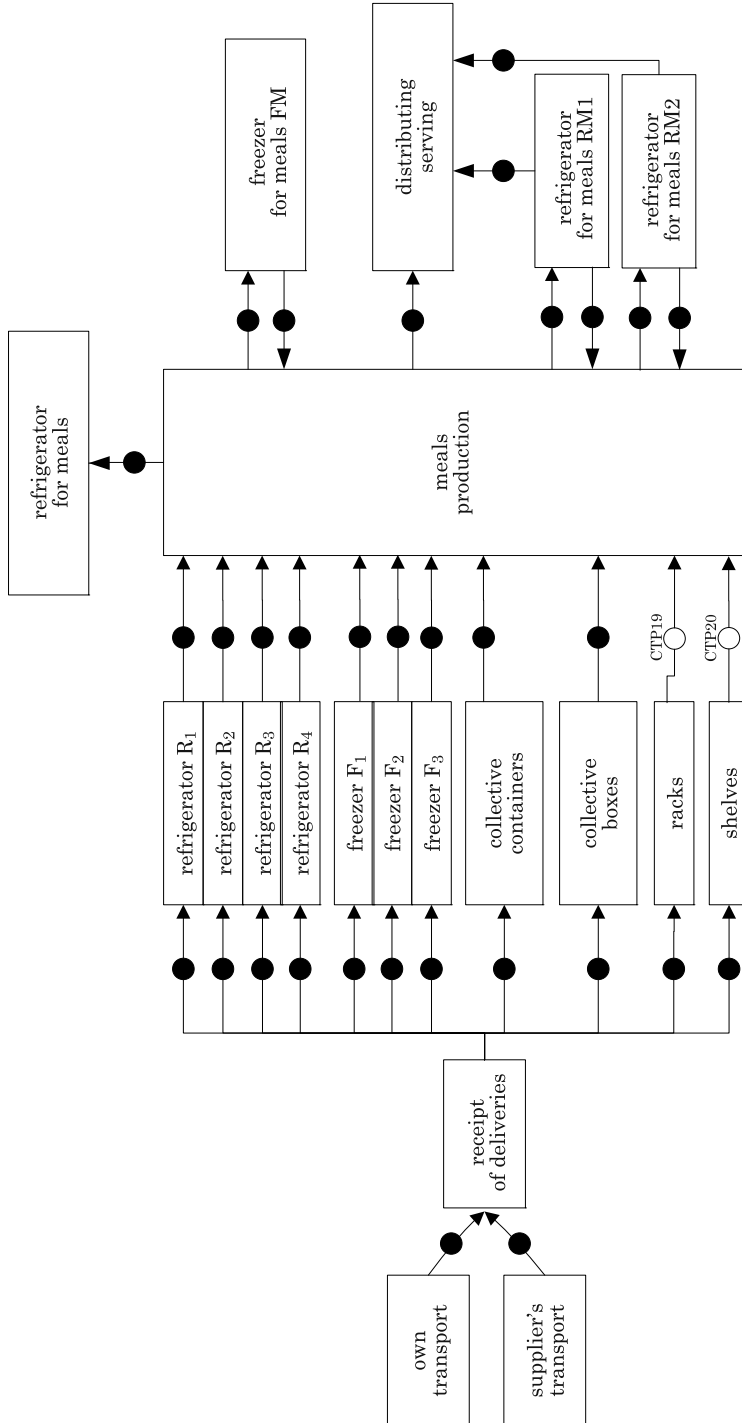 refrigerator
for meals
freezer
for meals FM
distributing
serving
refrigerator
for meals RM1
refrigerator
for meals RM2
meals
production
refrigerator R₁
refrigerator R₂
refrigerator R₃
refrigerator R₄
freezer F₁
freezer F₂
freezer F₃
collective
containers
collective
boxes
racks
shelves
CTP19
CTP20
receipt
of deliveries
own
transport
supplier's
transport